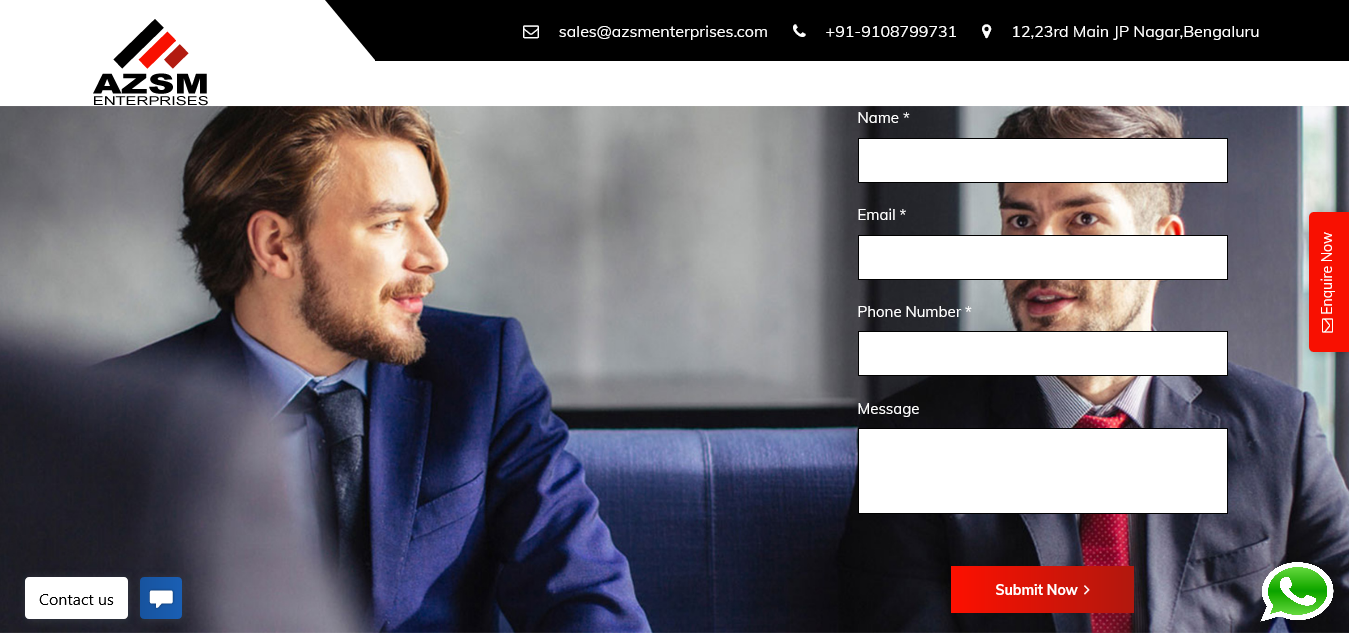 sales@azsmenterprises.com +91-9108799731 12,23rd Main JP Nagar,Bengaluru
AZSM
ENTERPRISES
Name *
Email *
Phone Number *
Enquire Now
Message
Submit Now
Contact us